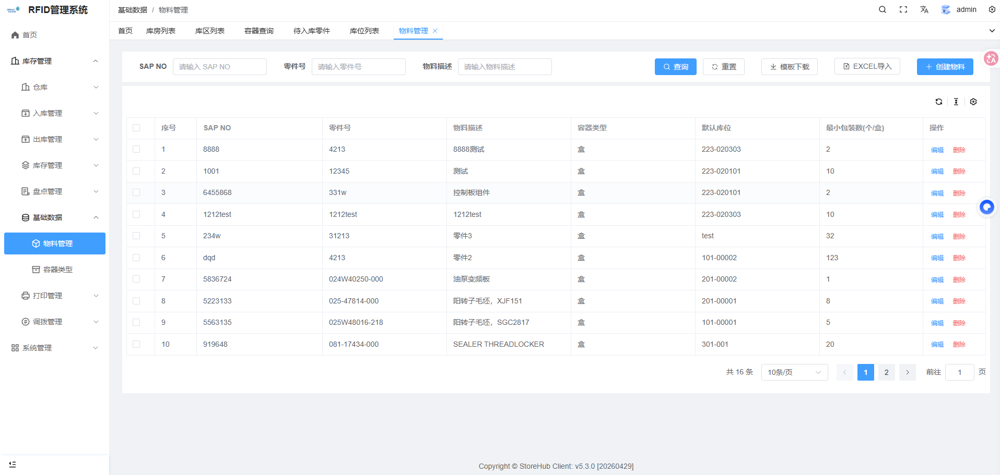 Johnson Controls
RFID管理系统
基础数据 / 物料管理
admin
首页 库房列表 库区列表 容器查询 待入库零件 库位列表 物料管理
首页
库存管理
仓库
入库管理
出库管理
库存管理
盘点管理
基础数据
物料管理
容器类型
打印管理
调拨管理
系统管理
SAP NO 请输入 SAP NO 零件号 请输入零件号 物料描述 请输入物料描述 查询 重置 模板下载 EXCEL导入 创建物料
序号 SAP NO 零件号 物料描述 容器类型 默认库位 最小包装数(个/盒) 操作
1 8888 4213 8888测试 盒 223-020303 2 编辑 删除
2 1001 12345 测试 盒 223-020101 10 编辑 删除
3 6455868 331w 控制板组件 盒 223-020101 2 编辑 删除
4 1212test 1212test 1212test 盒 223-020303 10 编辑 删除
5 234w 31213 零件3 盒 test 32 编辑 删除
6 dqd 4213 零件2 盒 101-00002 123 编辑 删除
7 5836724 024W40250-000 油泵变频板 盒 201-00002 1 编辑 删除
8 5223133 025-47814-000 阳转子毛坯，XJF151 盒 201-00001 8 编辑 删除
9 5563135 025W48016-218 阳转子毛坯，SGC2817 盒 101-00001 5 编辑 删除
10 919648 081-17434-000 SEALER THREADLOCKER 盒 301-001 20 编辑 删除
共 16 条 10条/页 1 2 前往 1 页
Copyright © StoreHub Client: v5.3.0 [20260429]